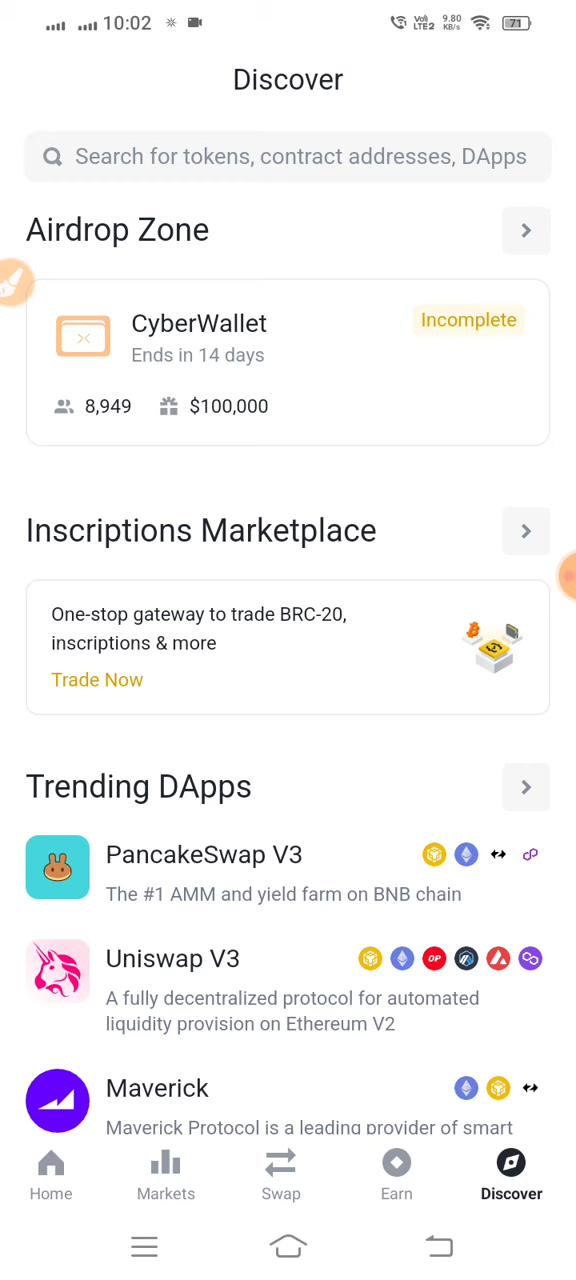 10:02
Voi) LTE2 9.80 KB/s 71
Discover
Search for tokens, contract addresses, DApps
Airdrop Zone
CyberWallet
Incomplete
Ends in 14 days
8,949 $100,000
Inscriptions Marketplace
One-stop gateway to trade BRC-20,
inscriptions & more
Trade Now
Trending DApps
PancakeSwap V3
The #1 AMM and yield farm on BNB chain
Uniswap V3
OP
A fully decentralized protocol for automated
liquidity provision on Ethereum V2
Maverick
Maverick Protocol is a leading provider of smart
Home Markets Swap Earn Discover